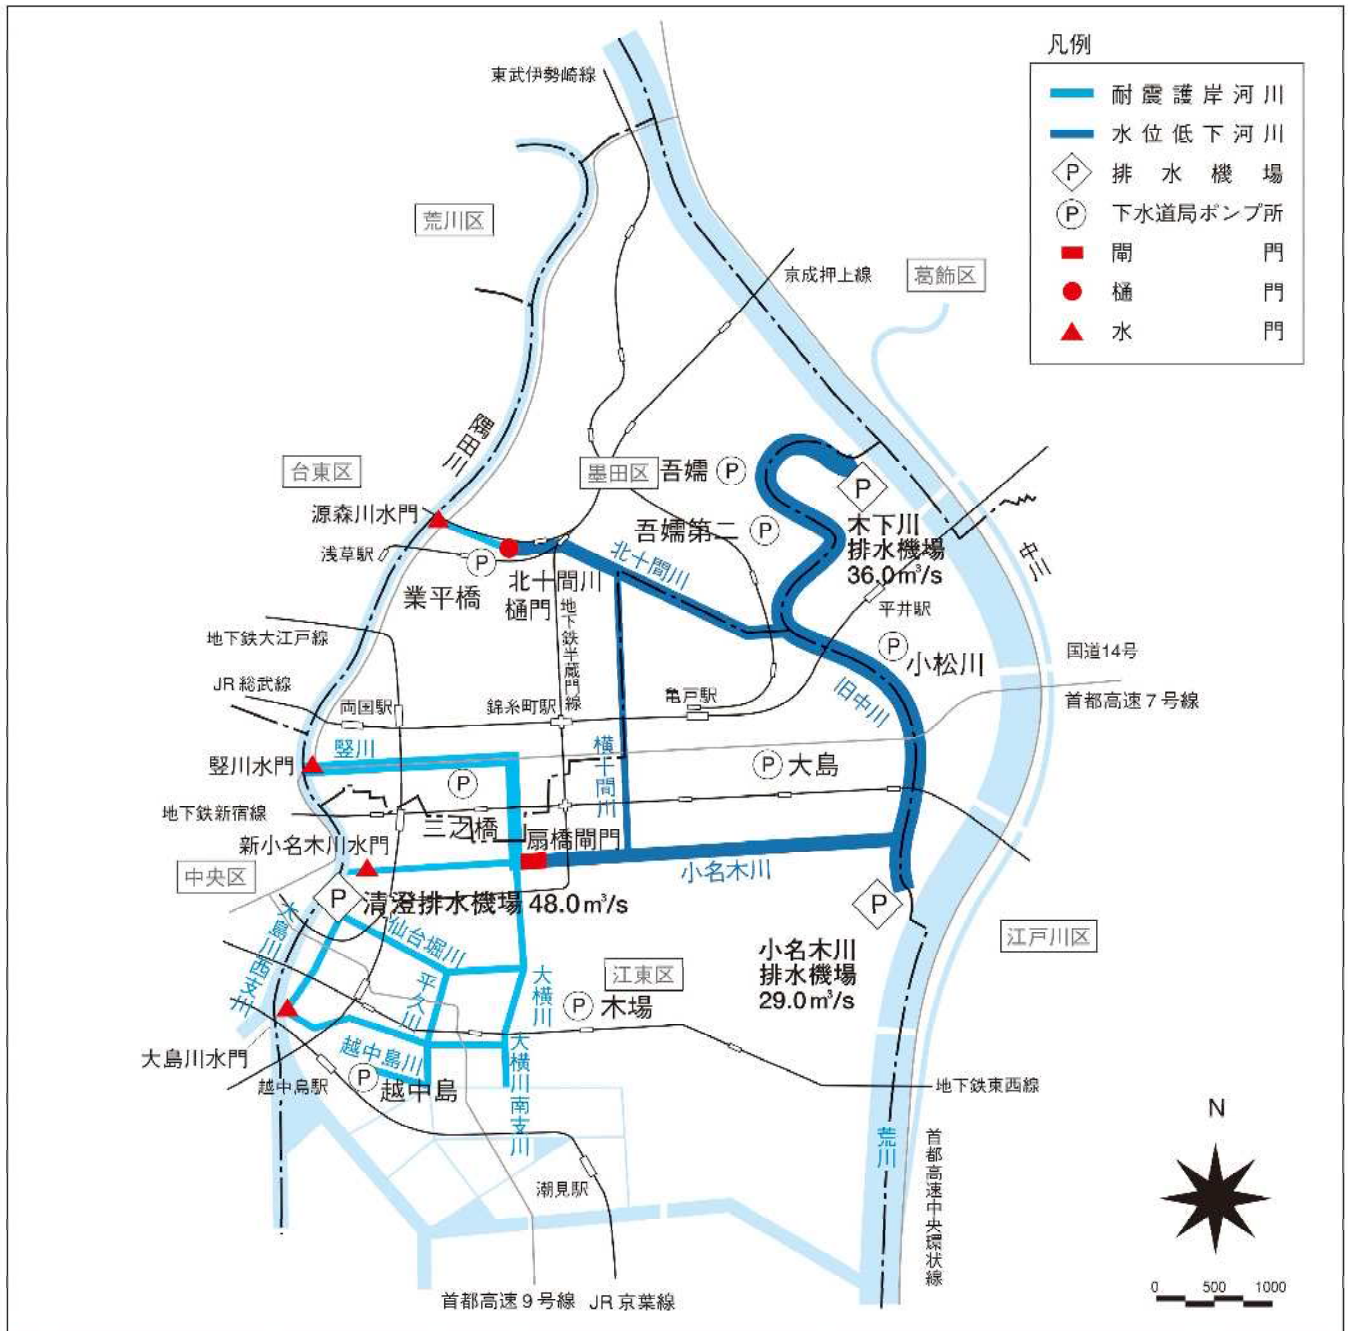 凡例
耐震護岸河川
水位低下河川
P 排水機場
P 下水道局ポンプ所
閘門
樋門
水門
東武伊勢崎線
荒川区
京成押上線
葛飾区
隅田川
台東区
墨田区
吾嬬 P
P
源森川水門
吾嬬第二 P
木下川
排水機場
36.0㎥/s
中川
浅草駅
P
業平橋
北十間川
樋門
北十間川
地下鉄半蔵門線
平井駅
地下鉄大江戸線
P
小松川
国道14号
JR総武線
両国駅
錦糸町駅
亀戸駅
旧中川
首都高速7号線
竪川
竪川水門
横十間川
P 大島
P
三之橋
地下鉄新宿線
新小名木川水門
扇橋閘門
小名木川
中央区
P
清澄排水機場 48.0㎥/s
P
大島川西支川
仙台堀川
平久川
大横川
江東区
小名木川
排水機場
29.0㎥/s
江戸川区
P 木場
大島川水門
越中島川
大横川南支川
越中島駅
P
越中島
地下鉄東西線
荒川
首都高速中央環状線
潮見駅
N
0 500 1000
首都高速9号線
JR京葉線